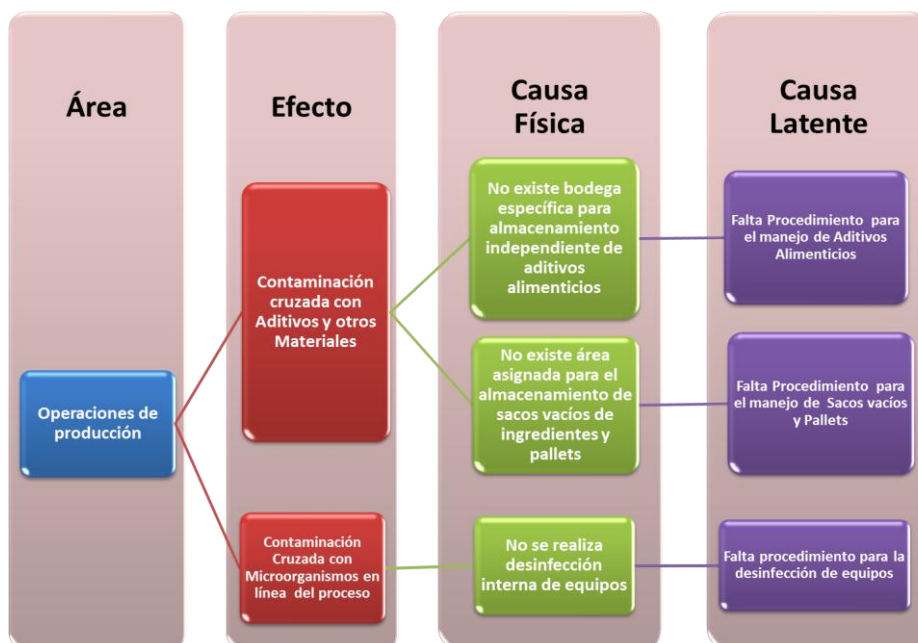 Área
Efecto
Causa
Física
Causa
Latente
Operaciones de
producción
Contaminación
cruzada con
Aditivos y otros
Materiales
No existe bodega
específica para
almacenamiento
independiente de
aditivos
alimenticios
Falta Procedimiento para
el manejo de Aditivos
Alimenticios
No existe área
asignada para el
almacenamiento de
sacos vacíos de
ingredientes y
pallets
Falta Procedimiento para
el manejo de Sacos vacíos
y Pallets
Contaminación
Cruzada con
Microorganismos en
línea del proceso
No se realiza
desinfección
interna de equipos
Falta procedimiento para la
desinfección de equipos